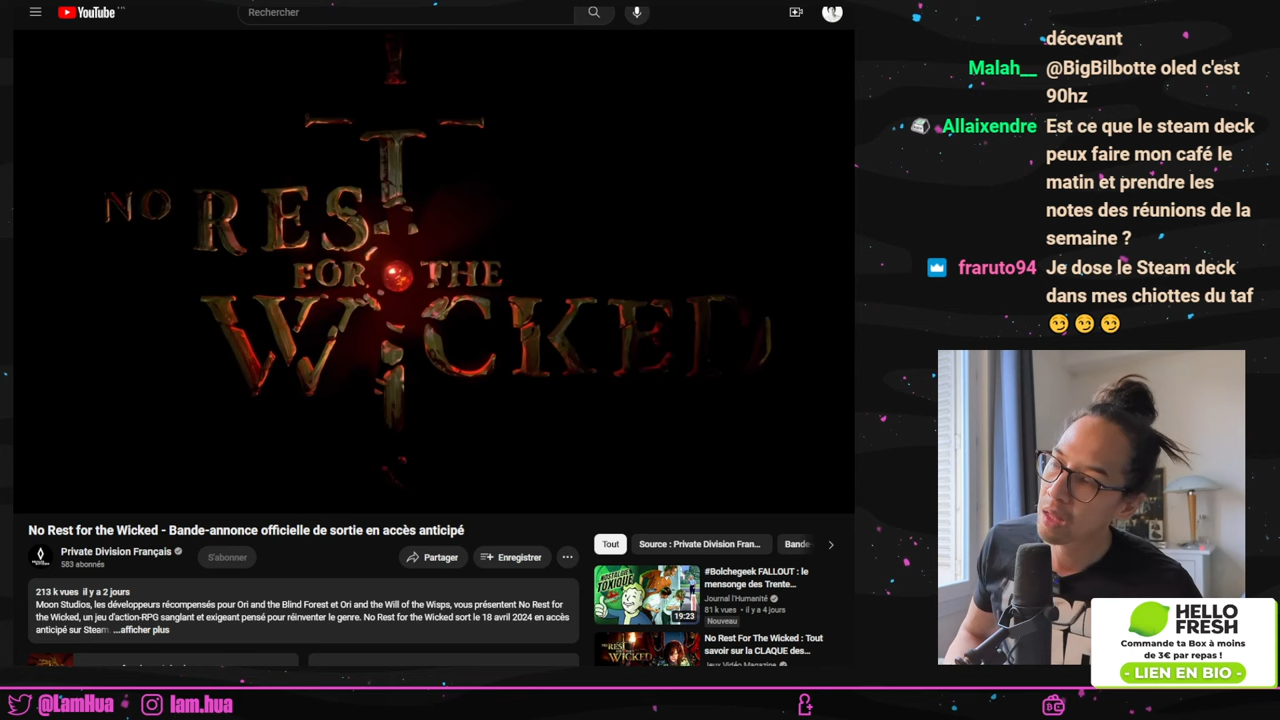 YouTube
Rechercher
NO REST
FOR THE
WICKED
No Rest for the Wicked - Bande-annonce officielle de sortie en accès anticipé
Private Division Français
583 abonnés
S'abonner
Partager
Enregistrer
213 k vues il y a 2 jours
Moon Studios, les développeurs récompensés pour Ori and the Blind Forest et Ori and the Will of the Wisps, vous présentent No Rest for
the Wicked, un jeu d'action-RPG sanglant et exigeant pensé pour réinventer le genre. No Rest for the Wicked sort le 18 avril 2024 en accès
anticipé sur Steam. ...afficher plus
Tout
Source : Private Division Fran...
Bande-
#Bolchegeek FALLOUT : le
mensonge des Trente...
Journal l'Humanité
81 k vues • il y a 4 jours
Nouveau
NOSTALGIE
TOXIQUE
19:23
No Rest For The Wicked : Tout
savoir sur la CLAQUE des...
Jeux Vidéo Magazine
décevant
Malah__ @BigBilbotte oled c'est
90hz
Allaixendre Est ce que le steam deck
peux faire mon café le
matin et prendre les
notes des réunions de la
semaine ?
fraruto94 Je dose le Steam deck
dans mes chiottes du taf
😏 😏 😏
HELLO
FRESH
Commande ta Box à moins
de 3€ par repas !
- LIEN EN BIO -
@LamHua
lam.hua